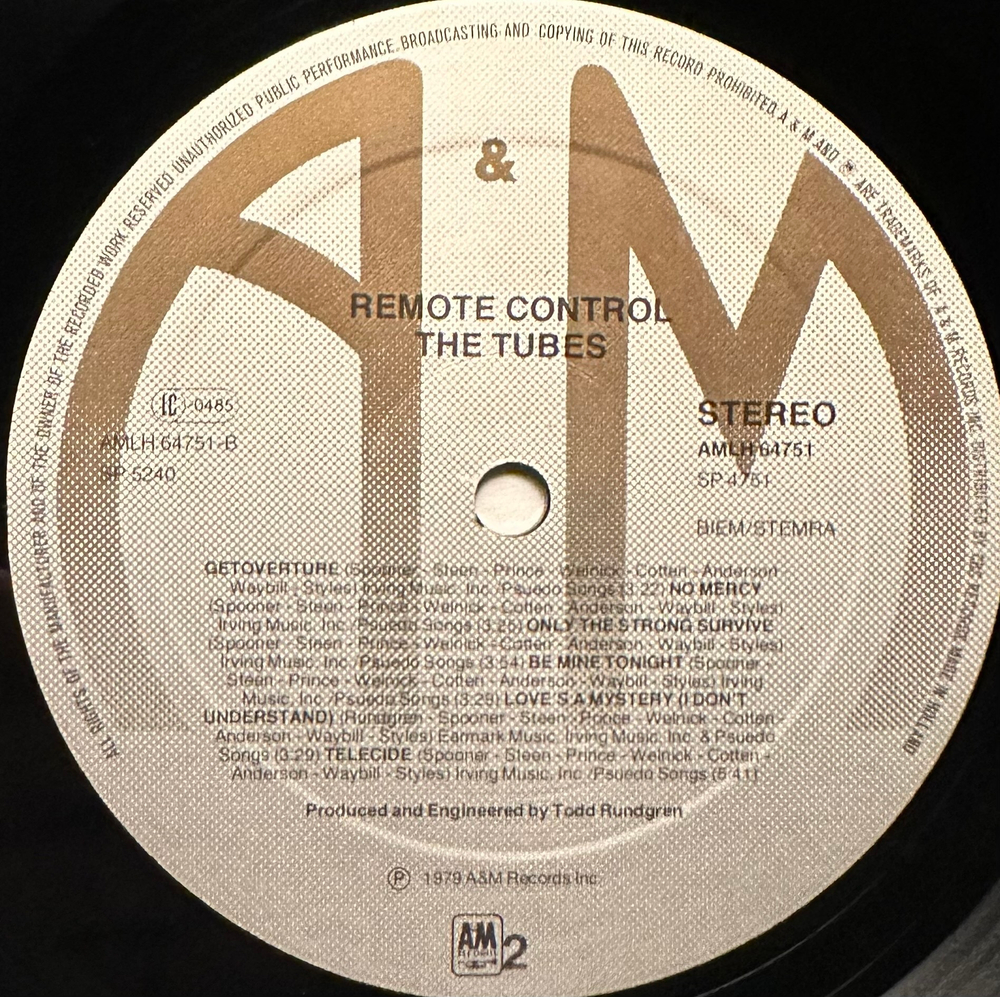 ALL RIGHTS OF THE MANUFACTURER AND OF THE OWNER OF THE RECORDED WORK RESERVED UNAUTHORIZED PUBLIC PERFORMANCE, BROADCASTING AND COPYING OF THIS RECORD PROHIBITED. A & M AND ARE TRADEMARKS OF A & M RECORDS INC. DISTRIBUTED BY MADE IN HOLLAND
A & M
REMOTE CONTROL
THE TUBES
0485
AMLH 64751-B
SP 5240
STEREO
AMLH 64751
SP 4751
BIEM/STEMRA
GETOVERTURE (Spooner - Steen - Prince - Welnick - Cotten - Anderson
Waybill - Styles) Irving Music, Inc./Psuedo Songs (3:22) NO MERCY
(Spooner - Steen - Prince - Welnick - Cotten - Anderson - Waybill - Styles)
Irving Music, Inc./Psuedo Songs (3:25) ONLY THE STRONG SURVIVE
(Spooner - Steen - Prince - Welnick - Cotten - Anderson - Waybill - Styles)
Irving Music, Inc./Psuedo Songs (3:54) BE MINE TONIGHT (Spooner -
Steen - Prince - Welnick - Cotten - Anderson - Waybill - Styles) Irving
Music, Inc./Psuedo Songs (3:29) LOVE'S A MYSTERY (I DON'T
UNDERSTAND) (Rundgren - Spooner - Steen - Prince - Welnick - Cotten
Anderson - Waybill - Styles) Earmark Music, Irving Music, Inc. & Psuedo
Songs (3:29) TELECIDE (Spooner - Steen - Prince - Welnick - Cotten -
Anderson - Waybill - Styles) Irving Music, Inc./Psuedo Songs (5:41)
Produced and Engineered by Todd Rundgren
℗ 1979 A&M Records Inc.
AM
2